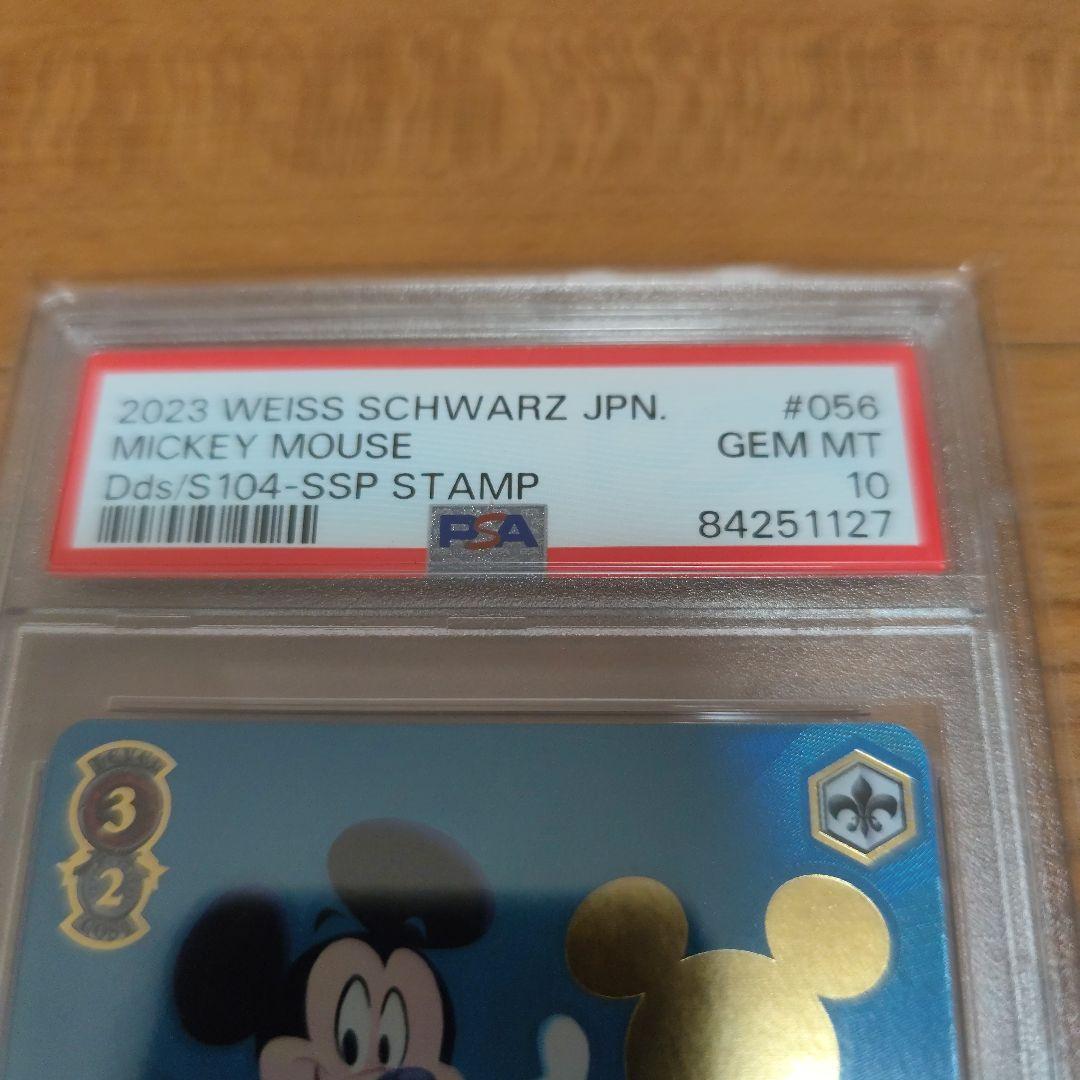 2023 WEISS SCHWARZ JPN. #056
MICKEY MOUSE GEM MT
Dds/S104-SSP STAMP 10
PSA 84251127
3
2